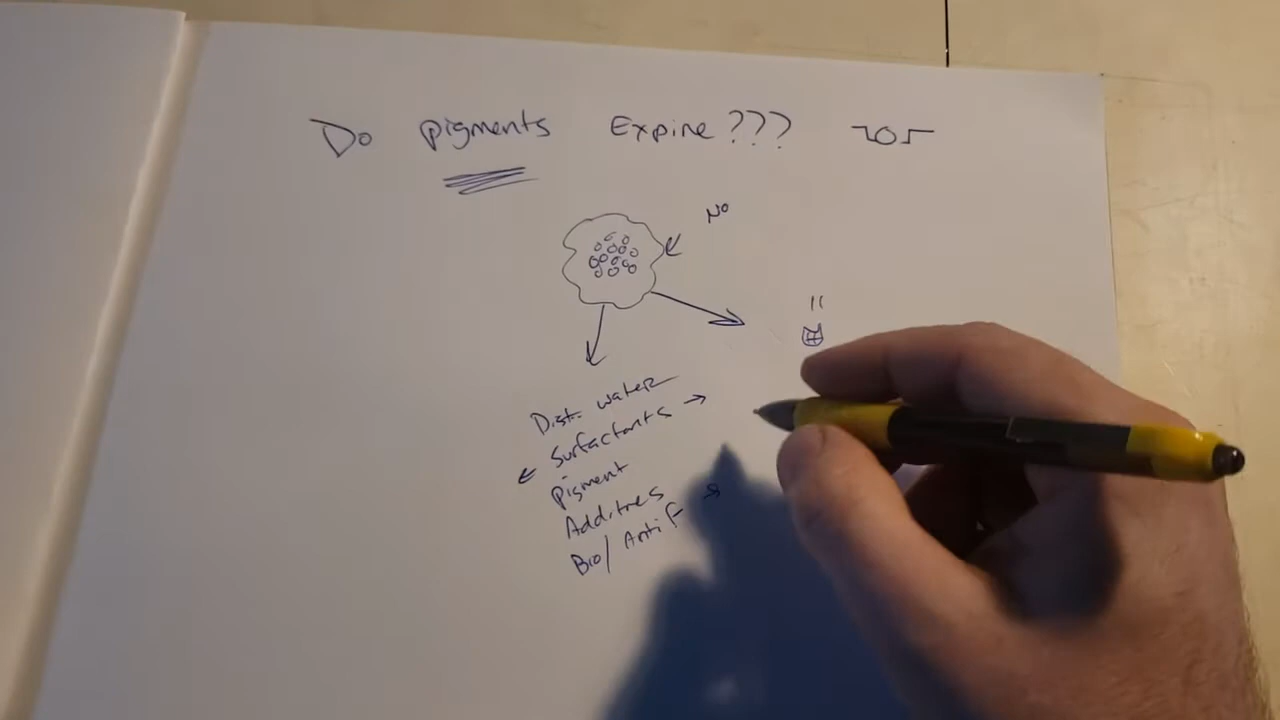 Do pigments Expire???
No
Dist. water
Surfactants →
← pigment
Additives
Bio/Anti f →